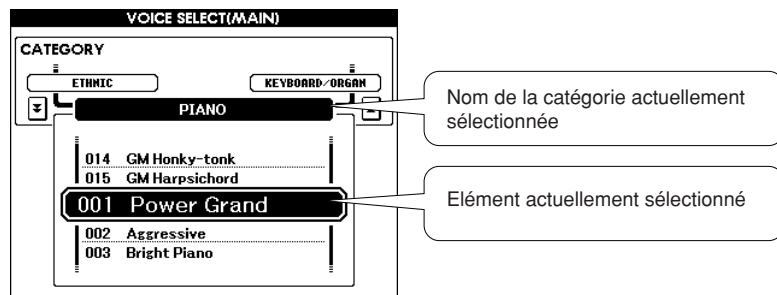 VOICE SELECT(MAIN)
CATEGORY
ETHNIC
KEYBOARD/ORGAN
PIANO
014 GM Honky-tonk
015 GM Harpsichord
001 Power Grand
002 Aggressive
003 Bright Piano
Nom de la catégorie actuellement
sélectionnée
Elément actuellement sélectionné